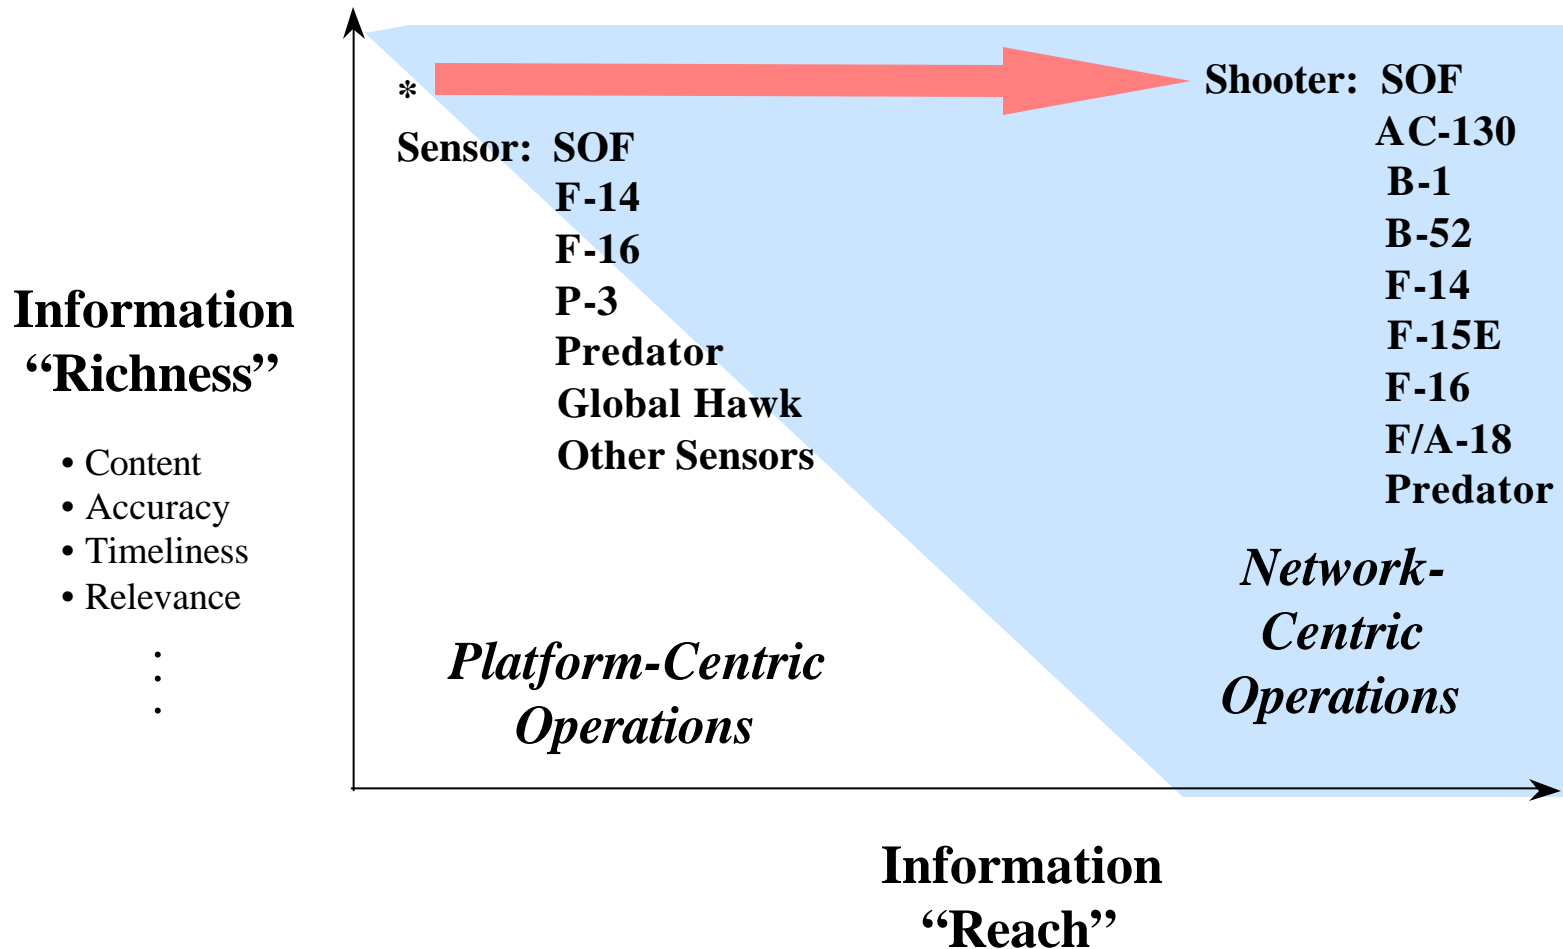 *
Sensor: SOF
F-14
F-16
P-3
Predator
Global Hawk
Other Sensors
Shooter: SOF
AC-130
B-1
B-52
F-14
F-15E
F-16
F/A-18
Predator
Information
“Richness”
• Content
• Accuracy
• Timeliness
• Relevance
.
.
.
Platform-Centric
Operations
Network-
Centric
Operations
Information
“Reach”